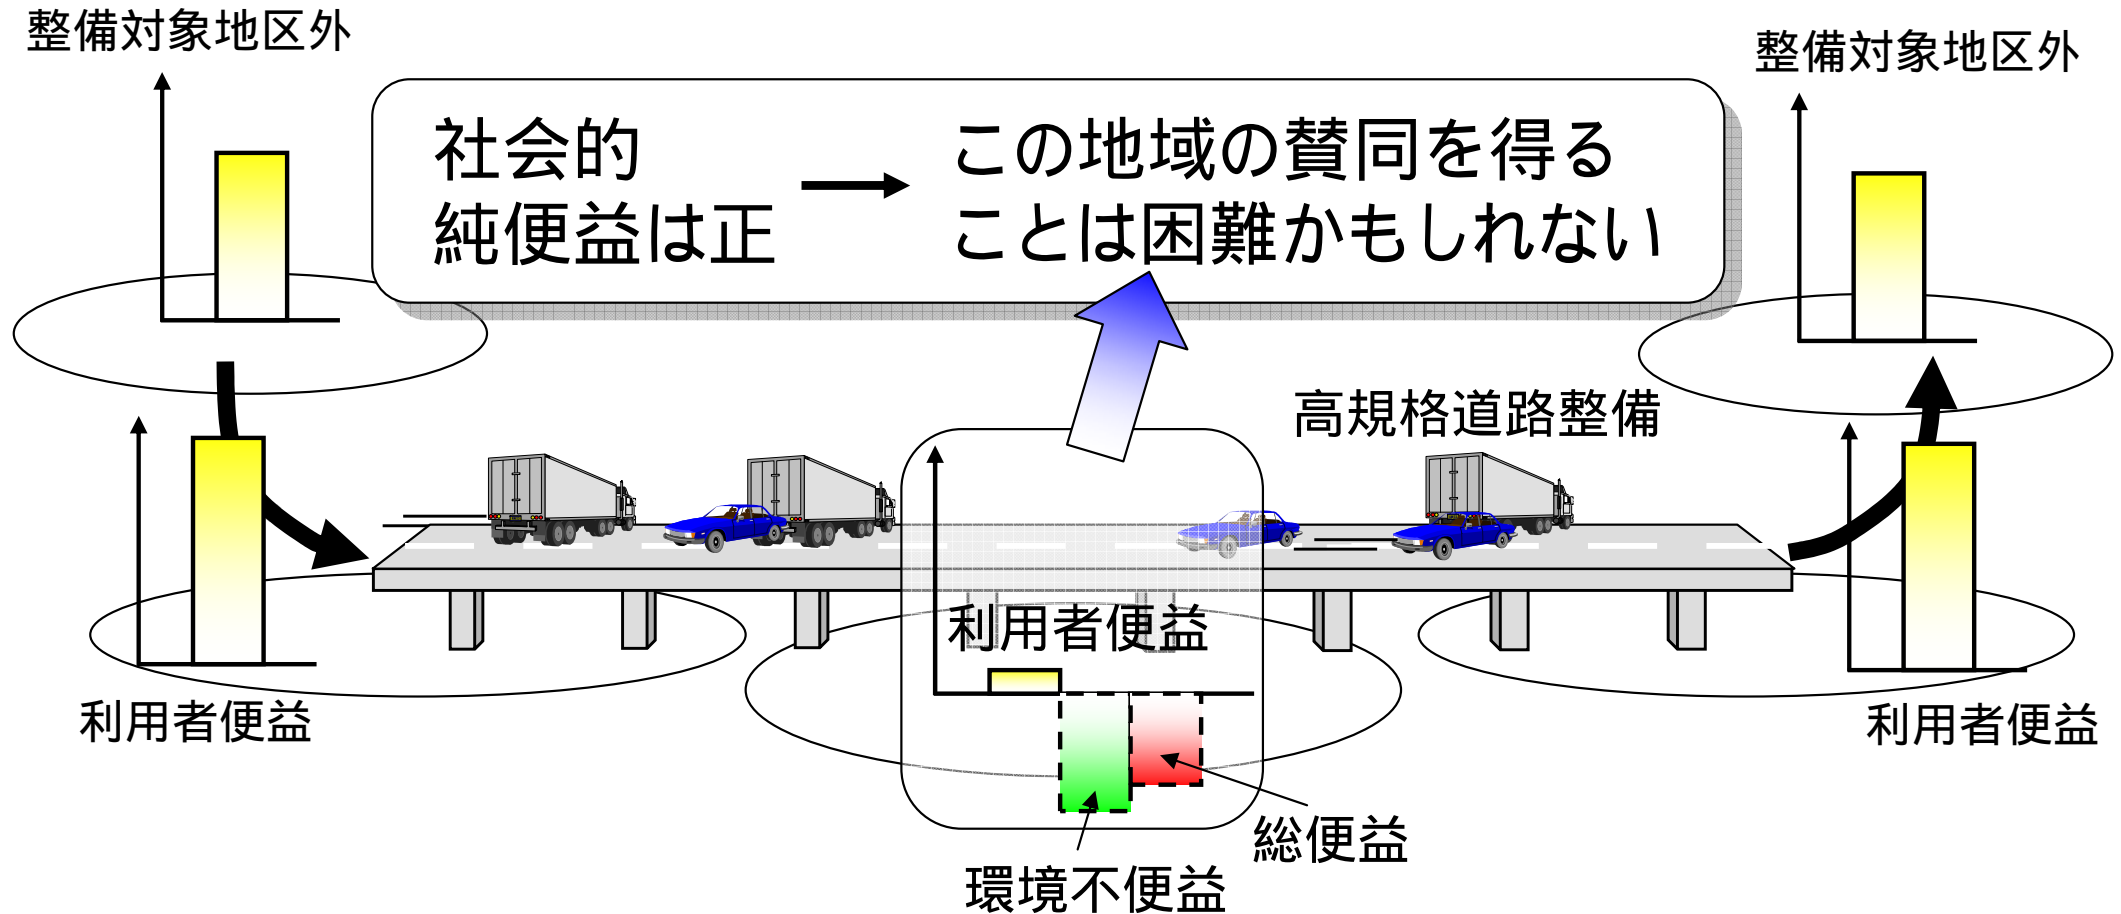 整備対象地区外
整備対象地区外
社会的
純便益は正
この地域の賛同を得る
ことは困難かもしれない
高規格道路整備
利用者便益
利用者便益
利用者便益
総便益
環境不便益